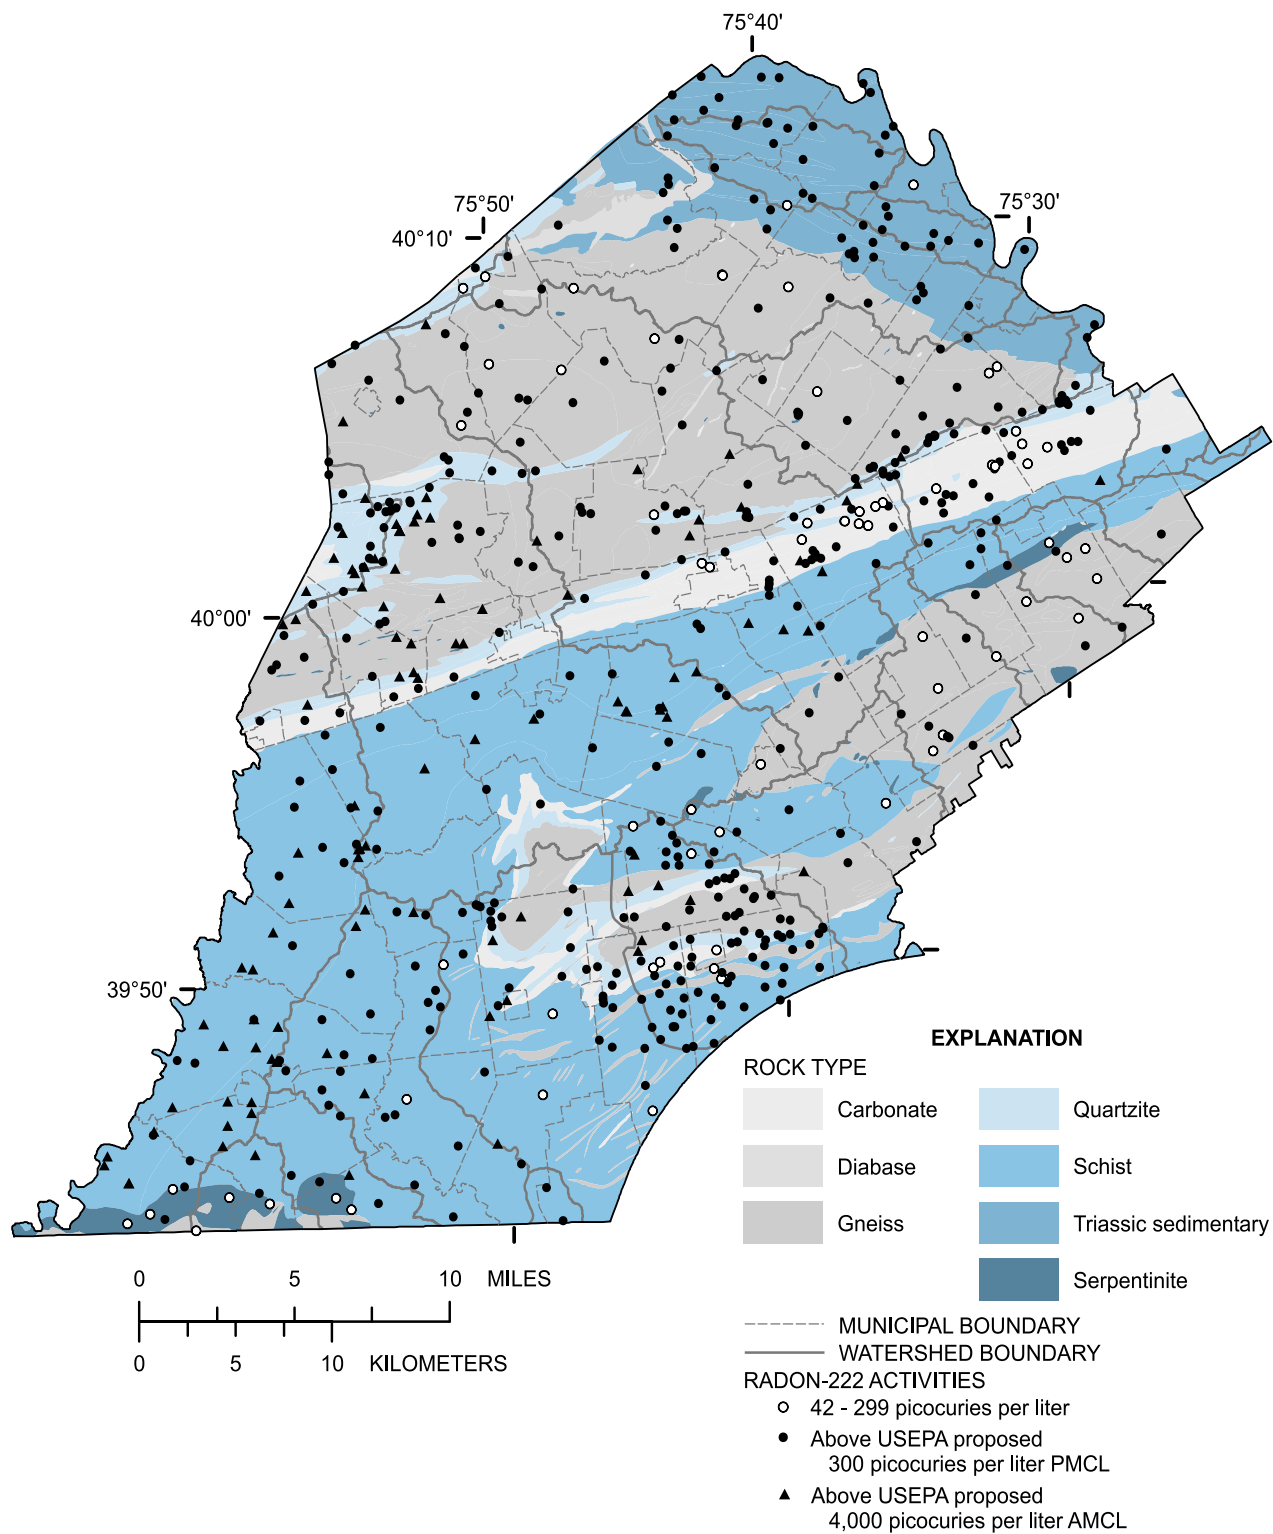 75°40'
75°50'
75°30'
40°10'
40°00'
39°50'
EXPLANATION
ROCK TYPE
Carbonate
Quartzite
Diabase
Schist
Gneiss
Triassic sedimentary
Serpentinite
0 5 10 MILES
0 5 10 KILOMETERS
MUNICIPAL BOUNDARY
WATERSHED BOUNDARY
RADON-222 ACTIVITIES
42 - 299 picocuries per liter
Above USEPA proposed
300 picocuries per liter PMCL
Above USEPA proposed
4,000 picocuries per liter AMCL